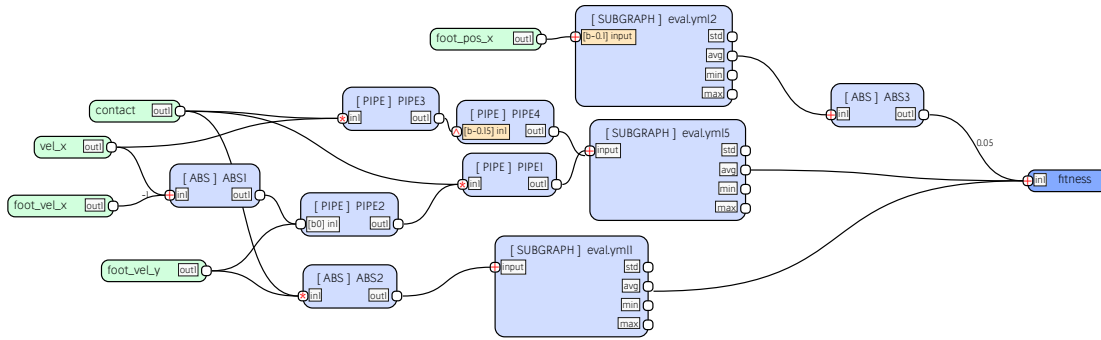 [ SUBGRAPH ] eval.yml2
foot_pos_x
out1
[b-0.1] input
std
avg
min
max
contact
out1
[ PIPE ] PIPE3
in1
out1
[ PIPE ] PIPE4
[b-0.15] in1
out1
[ ABS ] ABS3
in1
out1
[ SUBGRAPH ] eval.yml5
input
std
avg
min
max
0.05
vel_x
out1
[ ABS ] ABS1
in1
out1
-1
[ PIPE ] PIPE1
in1
out1
in1
fitness
foot_vel_x
out1
[ PIPE ] PIPE2
[b0] in1
out1
[ SUBGRAPH ] eval.yml1
input
std
avg
min
max
foot_vel_y
out1
[ ABS ] ABS2
in1
out1